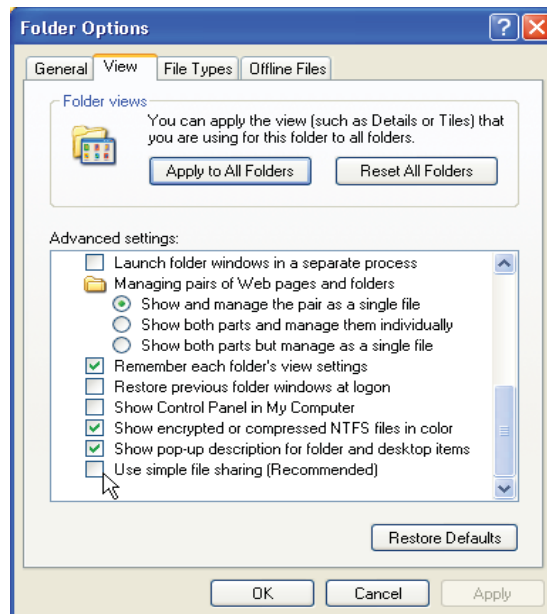 Folder Options
General View File Types Offline Files
Folder views
You can apply the view (such as Details or Tiles) that
you are using for this folder to all folders.
Apply to All Folders Reset All Folders
Advanced settings:
Launch folder windows in a separate process
Managing pairs of Web pages and folders
Show and manage the pair as a single file
Show both parts and manage them individually
Show both parts but manage as a single file
Remember each folder's view settings
Restore previous folder windows at logon
Show Control Panel in My Computer
Show encrypted or compressed NTFS files in color
Show pop-up description for folder and desktop items
Use simple file sharing (Recommended)
Restore Defaults
OK Cancel Apply